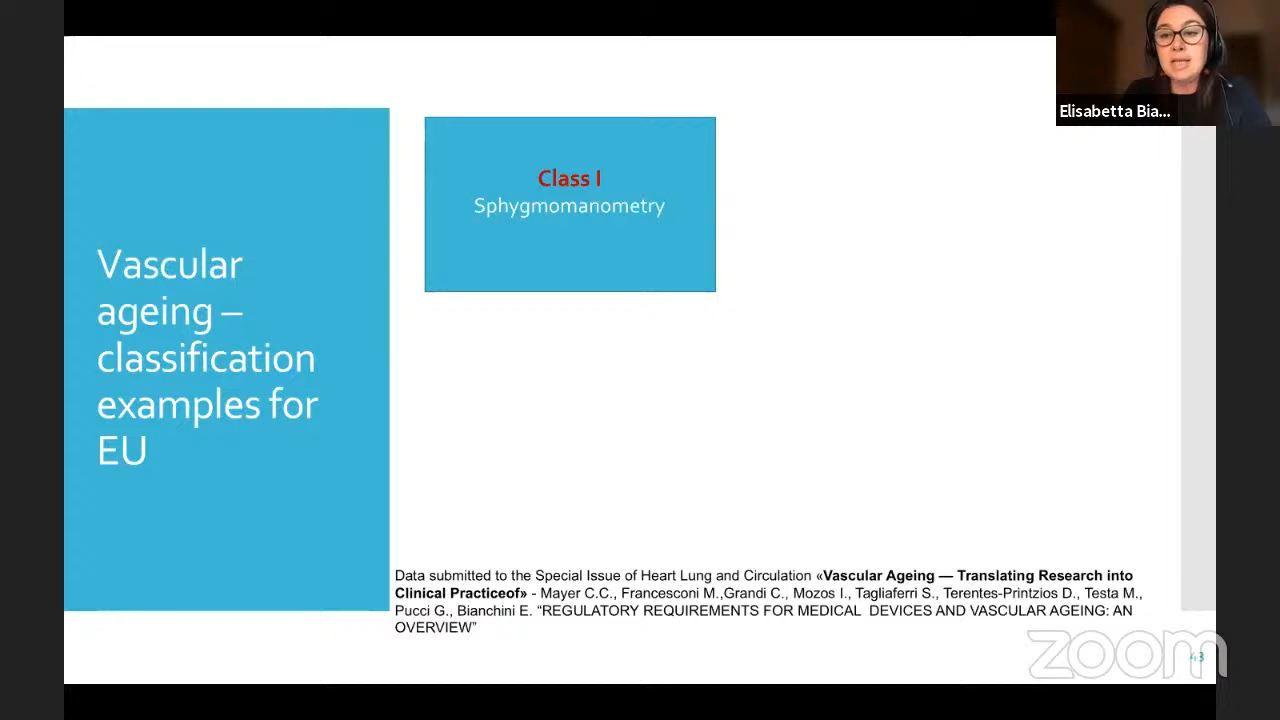 Elisabetta Bia...
Class I
Sphygmomanometry
Vascular
ageing –
classification
examples for
EU
Data submitted to the Special Issue of Heart Lung and Circulation «Vascular Ageing — Translating Research into
Clinical Practiceof» - Mayer C.C., Francesconi M.,Grandi C., Mozos I., Tagliaferri S., Terentes-Printzios D., Testa M.,
Pucci G., Bianchini E. “REGULATORY REQUIREMENTS FOR MEDICAL DEVICES AND VASCULAR AGEING: AN
OVERVIEW”
zoom
43